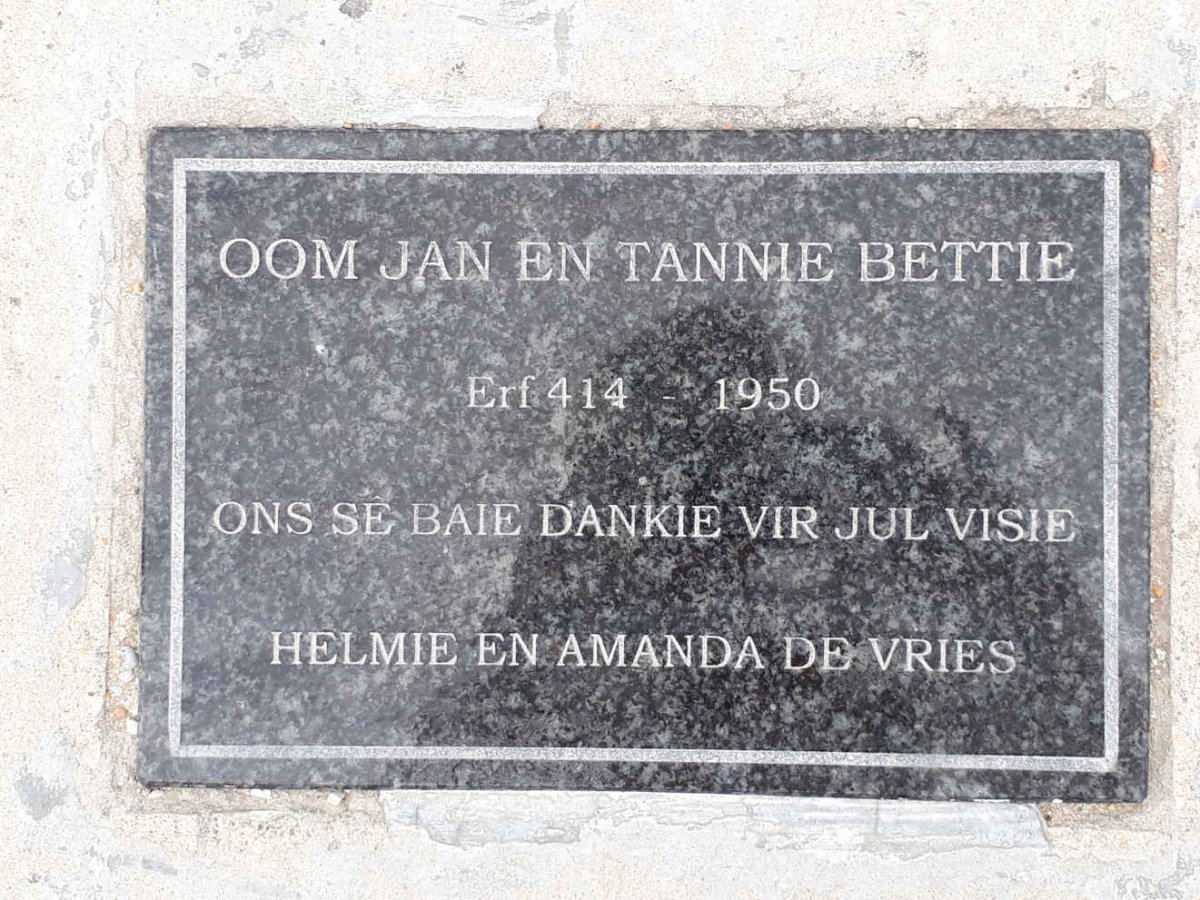 OOM JAN EN TANNIE BETTIE
Erf 414 - 1950
ONS SÊ BAIE DANKIE VIR JUL VISIE
HELMIE EN AMANDA DE VRIES